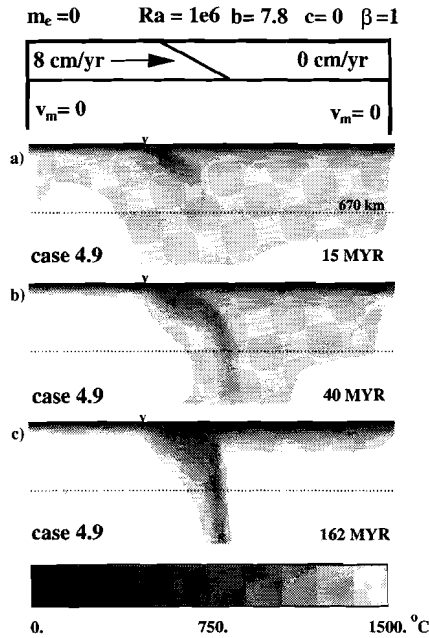 m_e =0 Ra = 1e6 b= 7.8 c= 0 β =1
8 cm/yr 0 cm/yr
v_m= 0 v_m= 0
v
a)
670 km
case 4.9 15 MYR
v
b)
case 4.9 40 MYR
v
c)
case 4.9 162 MYR
0. 750. 1500. °C